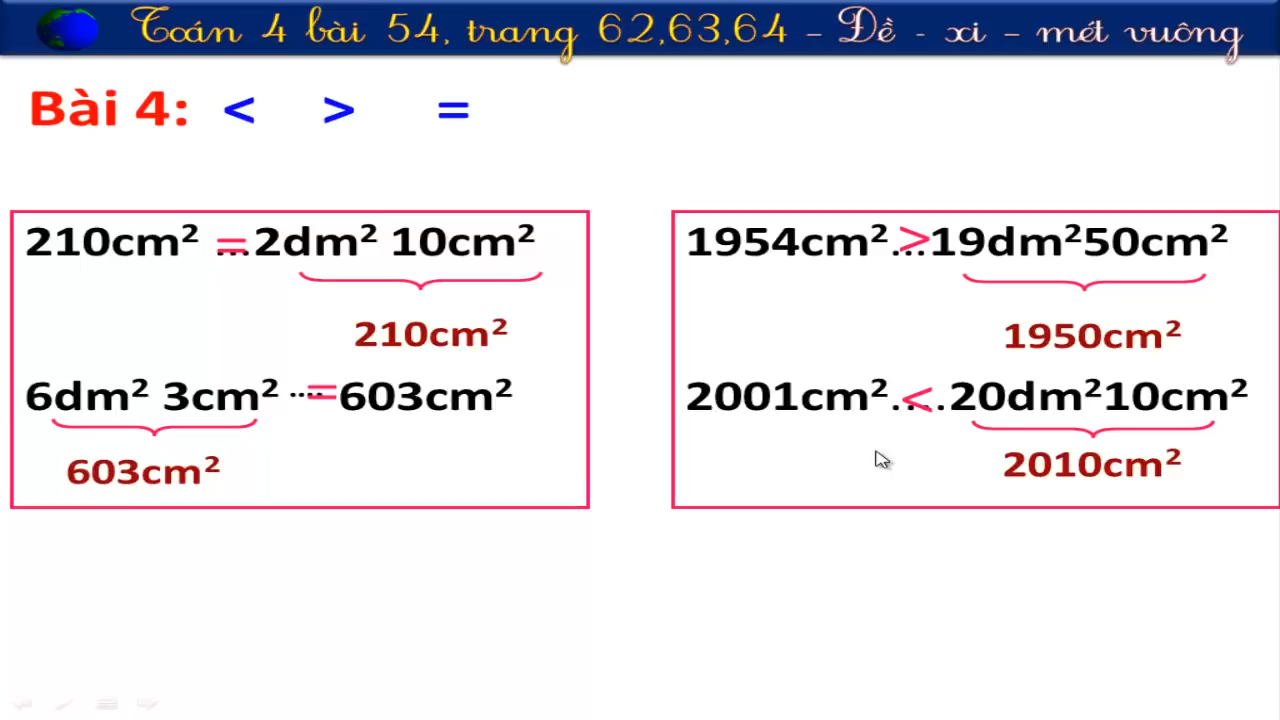 Toán 4 bài 54, trang 62,63,64 – Đề - xi – mét vuông
Bài 4: < > =
210cm² ...= 2dm² 10cm²
210cm²
6dm² 3cm² ....= 603cm²
603cm²
1954cm²...>19dm²50cm²
1950cm²
2001cm²..<..20dm²10cm²
2010cm²